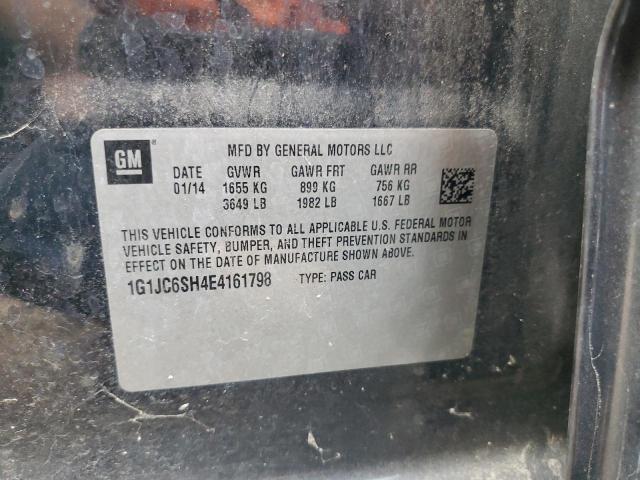 GM
MFD BY GENERAL MOTORS LLC
DATE GVWR GAWR FRT GAWR RR
01/14 1655 KG 899 KG 756 KG
3649 LB 1982 LB 1667 LB
THIS VEHICLE CONFORMS TO ALL APPLICABLE U.S. FEDERAL MOTOR
VEHICLE SAFETY, BUMPER, AND THEFT PREVENTION STANDARDS IN
EFFECT ON THE DATE OF MANUFACTURE SHOWN ABOVE.
1G1JC6SH4E4161798 TYPE: PASS CAR